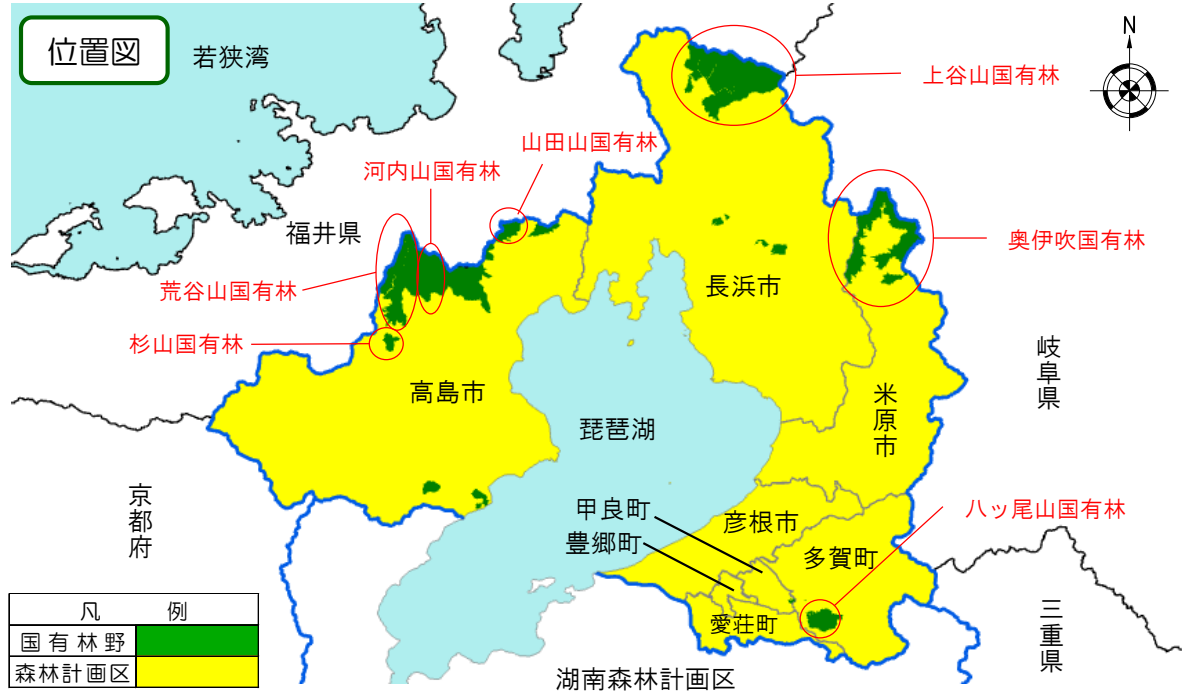 位置図
若狭湾
N
上谷山国有林
山田山国有林
河内山国有林
福井県
奥伊吹国有林
荒谷山国有林
長浜市
杉山国有林
岐阜県
高島市
米原市
琵琶湖
京都府
甲良町
彦根市
八ッ尾山国有林
豊郷町
多賀町
凡 例
国有林野
森林計画区
愛荘町
三重県
湖南森林計画区